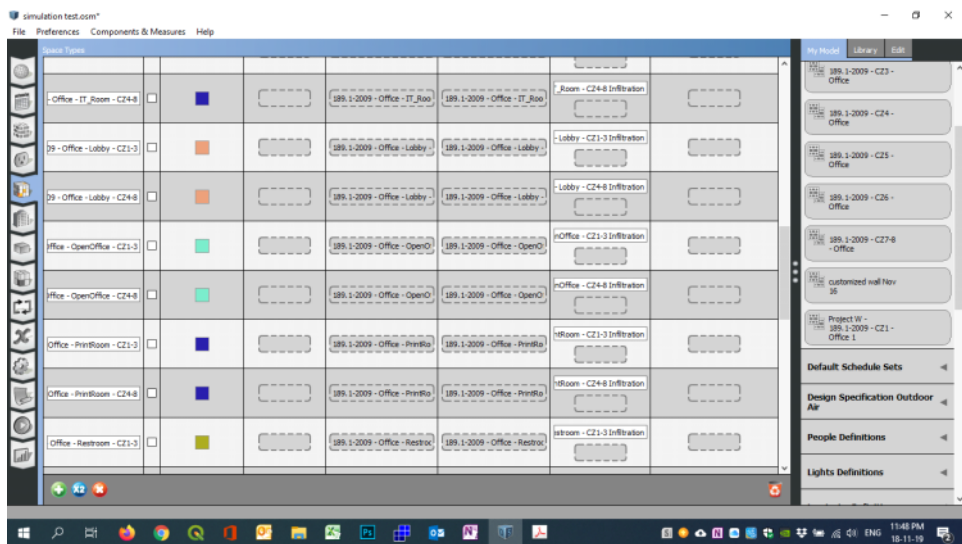 simulation test.osm*
File Preferences Components & Measures Help
Space Types
My Model Library Edit
- Office - IT_Room - CZ4-8
189.1-2009 - Office - IT_Roo
189.1-2009 - Office - IT_Roo
_Room - CZ4-8 Infiltration
09 - Office - Lobby - CZ1-3
189.1-2009 - Office - Lobby -
189.1-2009 - Office - Lobby -
- Lobby - CZ1-3 Infiltration
09 - Office - Lobby - CZ4-8
189.1-2009 - Office - Lobby -
189.1-2009 - Office - Lobby -
- Lobby - CZ4-8 Infiltration
ffice - OpenOffice - CZ1-3
189.1-2009 - Office - OpenO
189.1-2009 - Office - OpenO
nOffice - CZ1-3 Infiltration
ffice - OpenOffice - CZ4-8
189.1-2009 - Office - OpenO
189.1-2009 - Office - OpenO
nOffice - CZ4-8 Infiltration
Office - PrintRoom - CZ1-3
189.1-2009 - Office - PrintRo
189.1-2009 - Office - PrintRo
ntRoom - CZ1-3 Infiltration
Office - PrintRoom - CZ4-8
189.1-2009 - Office - PrintRo
189.1-2009 - Office - PrintRo
ntRoom - CZ4-8 Infiltration
Office - Restroom - CZ1-3
189.1-2009 - Office - Restroc
189.1-2009 - Office - Restroc
estroom - CZ1-3 Infiltration
189.1-2009 - CZ3 -
Office
189.1-2009 - CZ4 -
Office
189.1-2009 - CZ5 -
Office
189.1-2009 - CZ6 -
Office
189.1-2009 - CZ7-8
- Office
customized wall Nov
16
Project W -
189.1-2009 - CZ1 -
Office 1
Default Schedule Sets
Design Specification Outdoor
Air
People Definitions
Lights Definitions
X2
ENG
11:48 PM
18-11-19